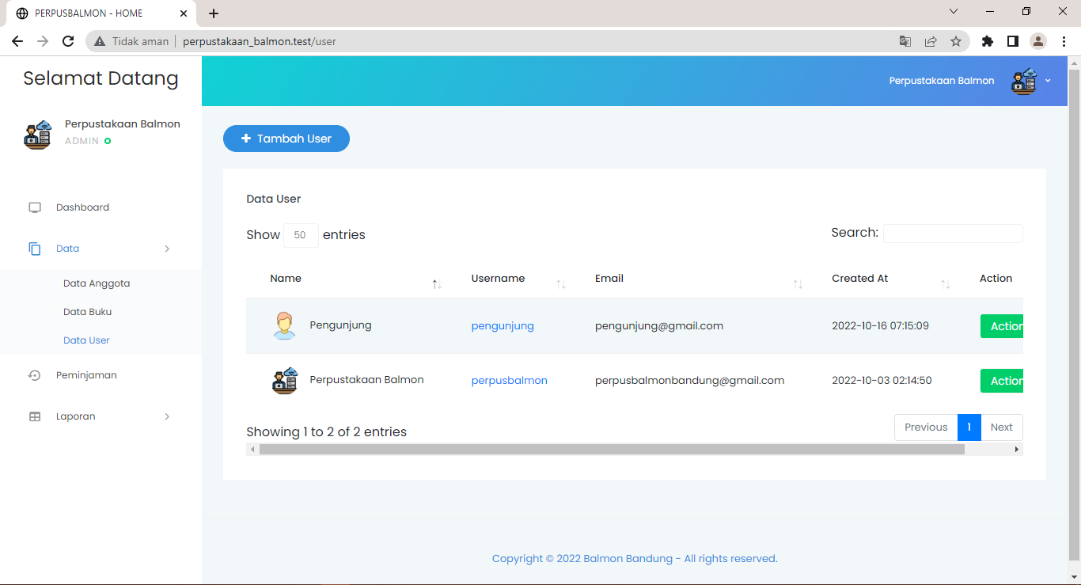 PERPUSBALMON - HOME
Tidak aman perpustakaan_balmon.test/user
Selamat Datang
Perpustakaan Balmon
Perpustakaan Balmon
ADMIN
Tambah User
Dashboard
Data
Data Anggota
Data Buku
Data User
Peminjaman
Laporan
Data User
Show 50 entries
Search:
Name Username Email Created At Action
Pengunjung pengunjung pengunjung@gmail.com 2022-10-16 07:15:09 Action
Perpustakaan Balmon perpusbalmon perpusbalmonbandung@gmail.com 2022-10-03 02:14:50 Action
Showing 1 to 2 of 2 entries
Previous 1 Next
Copyright © 2022 Balmon Bandung - All rights reserved.